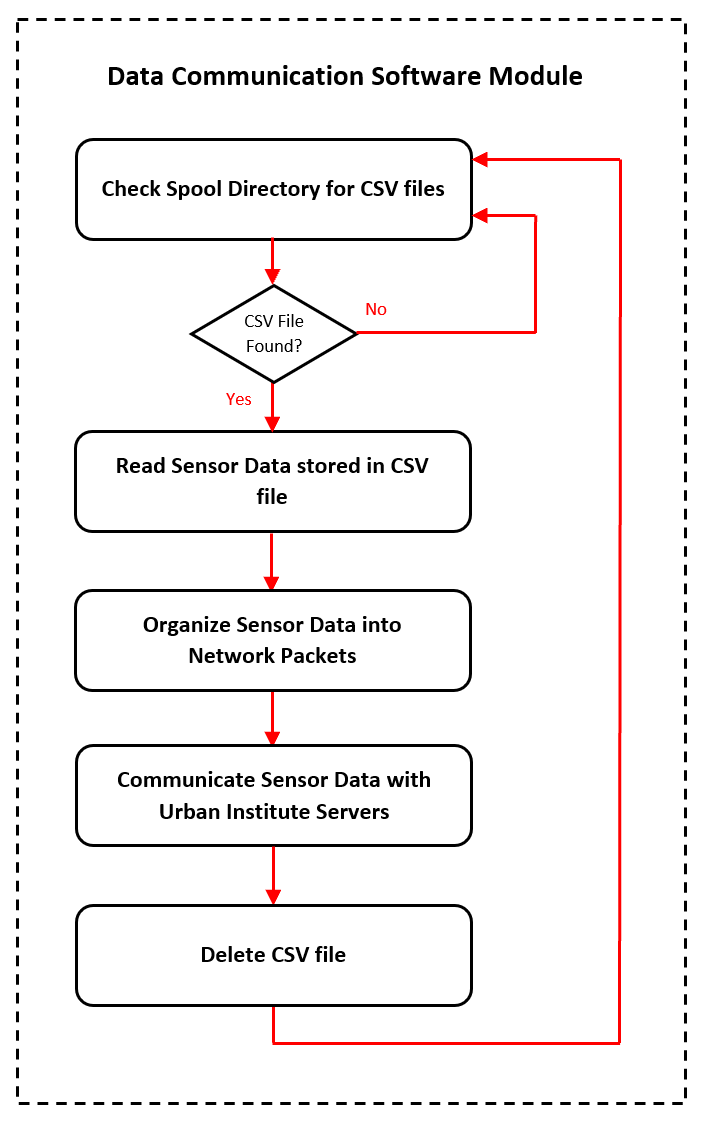 Data Communication Software Module
Check Spool Directory for CSV files
CSV File
Found?
No
Yes
Read Sensor Data stored in CSV
file
Organize Sensor Data into
Network Packets
Communicate Sensor Data with
Urban Institute Servers
Delete CSV file